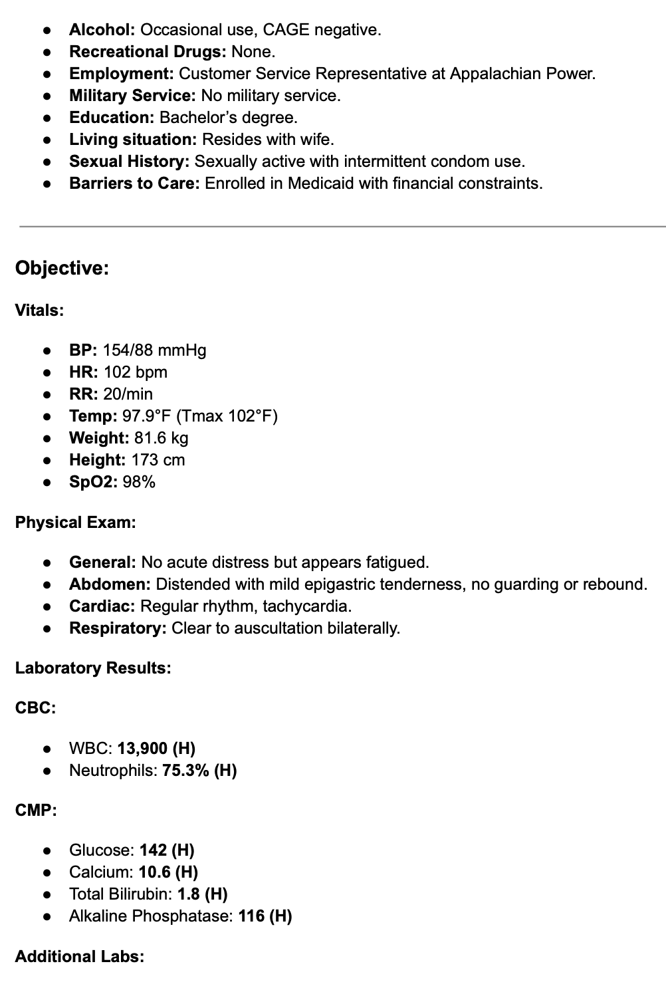 ● Alcohol: Occasional use, CAGE negative.
● Recreational Drugs: None.
● Employment: Customer Service Representative at Appalachian Power.
● Military Service: No military service.
● Education: Bachelor’s degree.
● Living situation: Resides with wife.
● Sexual History: Sexually active with intermittent condom use.
● Barriers to Care: Enrolled in Medicaid with financial constraints.
Objective:
Vitals:
● BP: 154/88 mmHg
● HR: 102 bpm
● RR: 20/min
● Temp: 97.9°F (Tmax 102°F)
● Weight: 81.6 kg
● Height: 173 cm
● SpO2: 98%
Physical Exam:
● General: No acute distress but appears fatigued.
● Abdomen: Distended with mild epigastric tenderness, no guarding or rebound.
● Cardiac: Regular rhythm, tachycardia.
● Respiratory: Clear to auscultation bilaterally.
Laboratory Results:
CBC:
● WBC: 13,900 (H)
● Neutrophils: 75.3% (H)
CMP:
● Glucose: 142 (H)
● Calcium: 10.6 (H)
● Total Bilirubin: 1.8 (H)
● Alkaline Phosphatase: 116 (H)
Additional Labs: